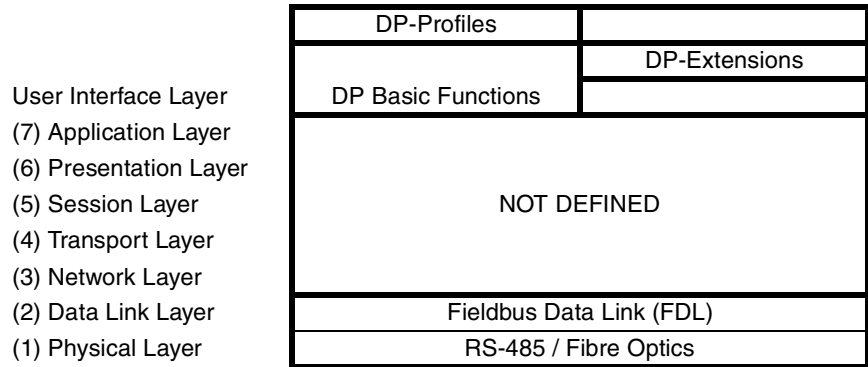 DP-Profiles
DP-Extensions
User Interface Layer DP Basic Functions
(7) Application Layer
(6) Presentation Layer
(5) Session Layer NOT DEFINED
(4) Transport Layer
(3) Network Layer
(2) Data Link Layer Fieldbus Data Link (FDL)
(1) Physical Layer RS-485 / Fibre Optics